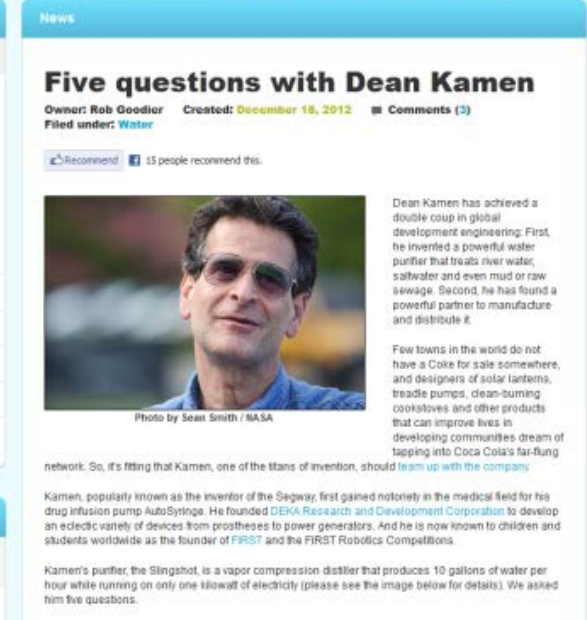 News
Five questions with Dean Kamen
Owner: Rob Goodier Created: December 18, 2012 Comments (3)
Filed under: Water
Recommend 15 people recommend this.
Dean Kamen has achieved a
double coup in global
development engineering: First,
he invented a powerful water
purifier that treats river water,
saltwater and even mud or raw
sewage. Second, he has found a
powerful partner to manufacture
and distribute it.
Few towns in the world do not
have a Coke for sale somewhere,
and designers of solar lanterns,
treadle pumps, clean-burning
cookstoves and other products
that can improve lives in
developing communities dream of
tapping into Coca Cola's far-flung
network. So, it's fitting that Kamen, one of the titans of invention, should team up with the company.
Photo by Sean Smith / NASA
Kamen, popularly known as the inventor of the Segway, first gained notoriety in the medical field for his
drug infusion pump AutoSyringe. He founded DEKA Research and Development Corporation to develop
an eclectic variety of devices from prostheses to power generators. And he is now known to children and
students worldwide as the founder of FIRST and the FIRST Robotics Competitions.
Kamen's purifier, the Slingshot, is a vapor compression distiller that produces 10 gallons of water per
hour while running on only one kilowatt of electricity (please see the image below for details). We asked
him five questions.